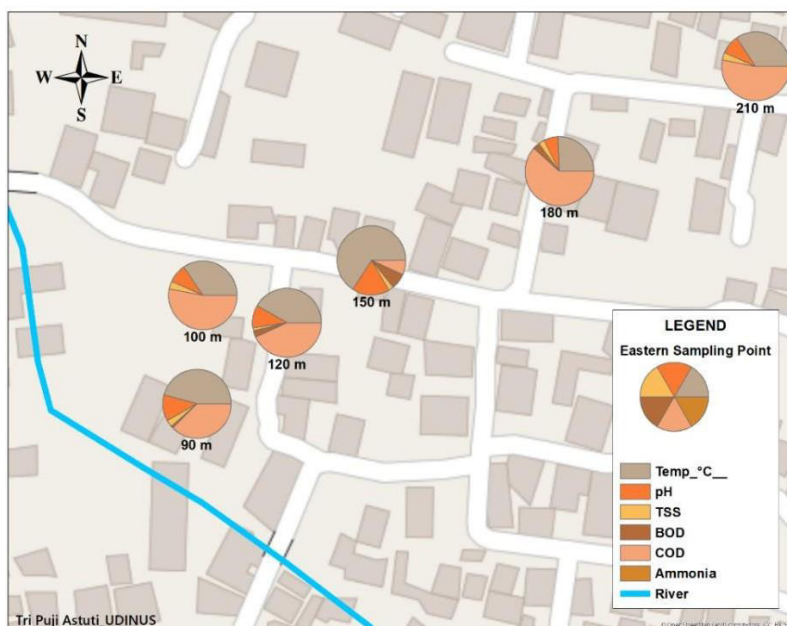 N
W E
S
210 m
180 m
150 m
100 m
120 m
90 m
LEGEND
Eastern Sampling Point
Temp_°C__
pH
TSS
BOD
COD
Ammonia
River
Tri Puji Astuti_UDINUS